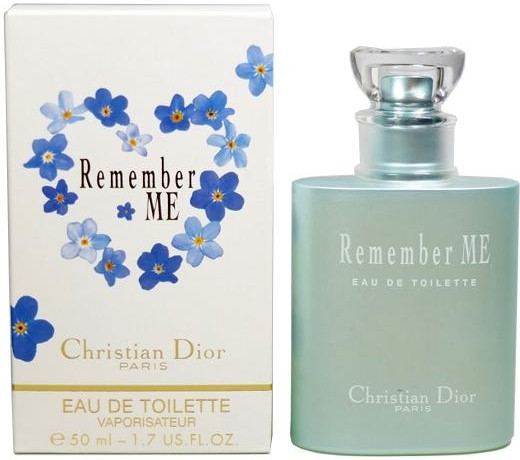 Remember
ME
Christian Dior
PARIS
EAU DE TOILETTE
VAPORISATEUR
℮ 50 ml - 1.7 US.FL.OZ.
Remember ME
EAU DE TOILETTE
Christian Dior
PARIS